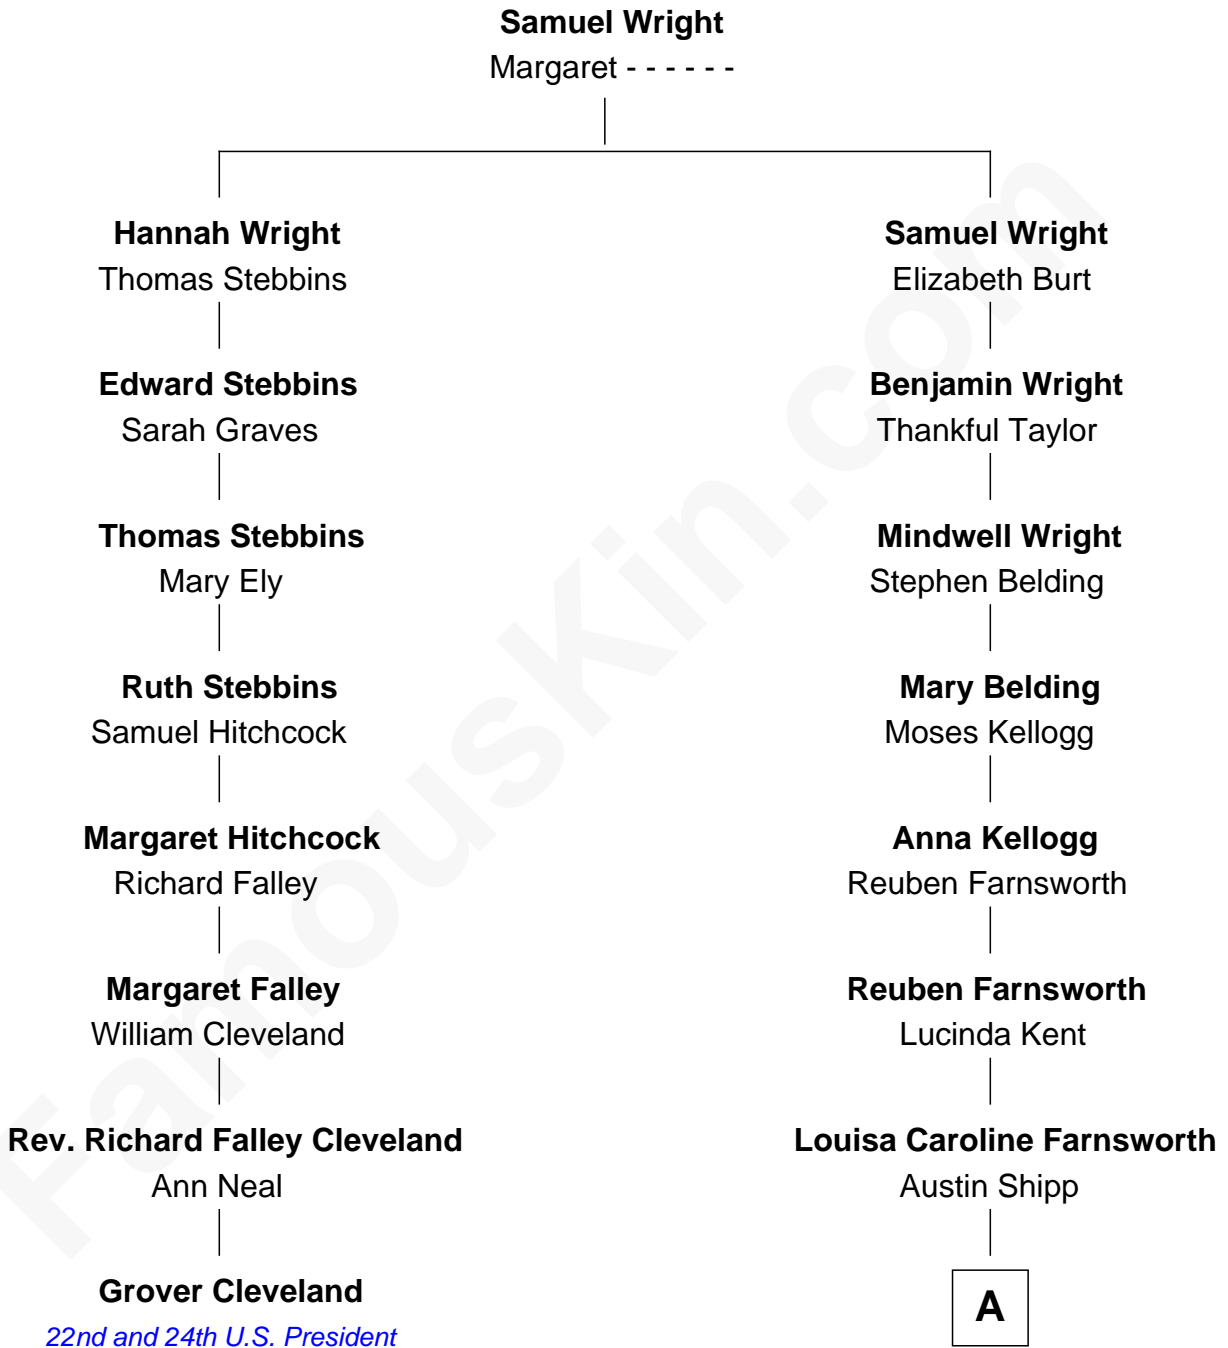 Samuel Wright
Margaret - - - - - -
Hannah Wright
Thomas Stebbins
Samuel Wright
Elizabeth Burt
Edward Stebbins
Sarah Graves
Benjamin Wright
Thankful Taylor
Thomas Stebbins
Mary Ely
Mindwell Wright
Stephen Belding
Ruth Stebbins
Samuel Hitchcock
Mary Belding
Moses Kellogg
Margaret Hitchcock
Richard Falley
Anna Kellogg
Reuben Farnsworth
Margaret Falley
William Cleveland
Reuben Farnsworth
Lucinda Kent
Rev. Richard Falley Cleveland
Ann Neal
Louisa Caroline Farnsworth
Austin Shipp
Grover Cleveland
22nd and 24th U.S. President
A
FamousKin.com